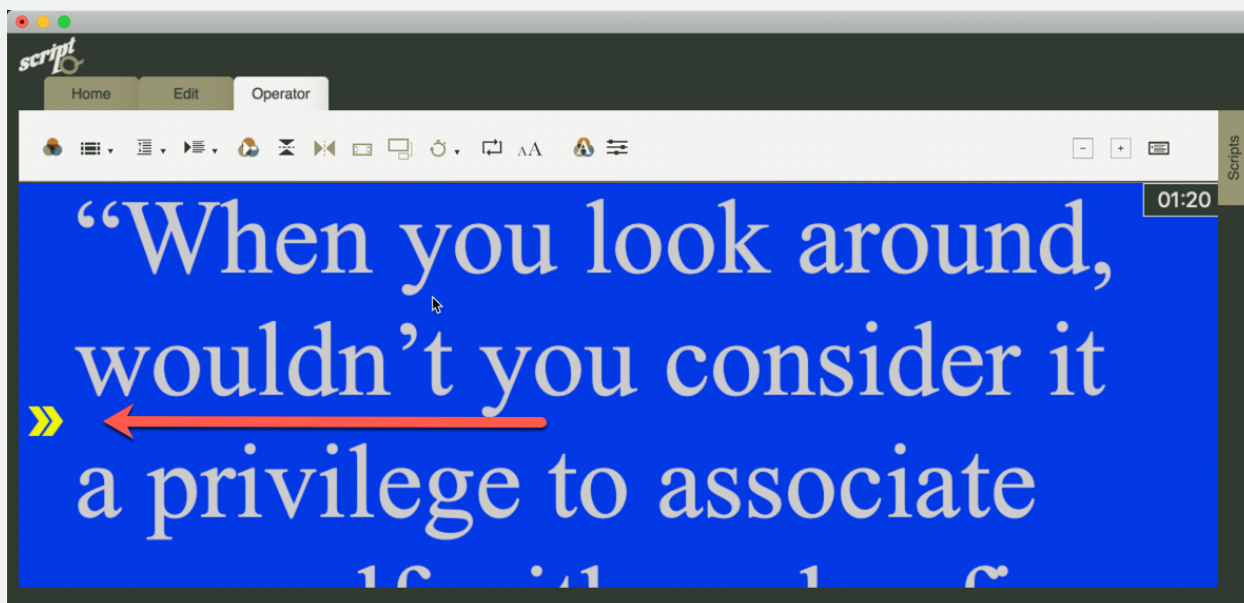 script
Home Edit Operator
AA
Scripts
01:20
“When you look around,
wouldn’t you consider it
a privilege to associate